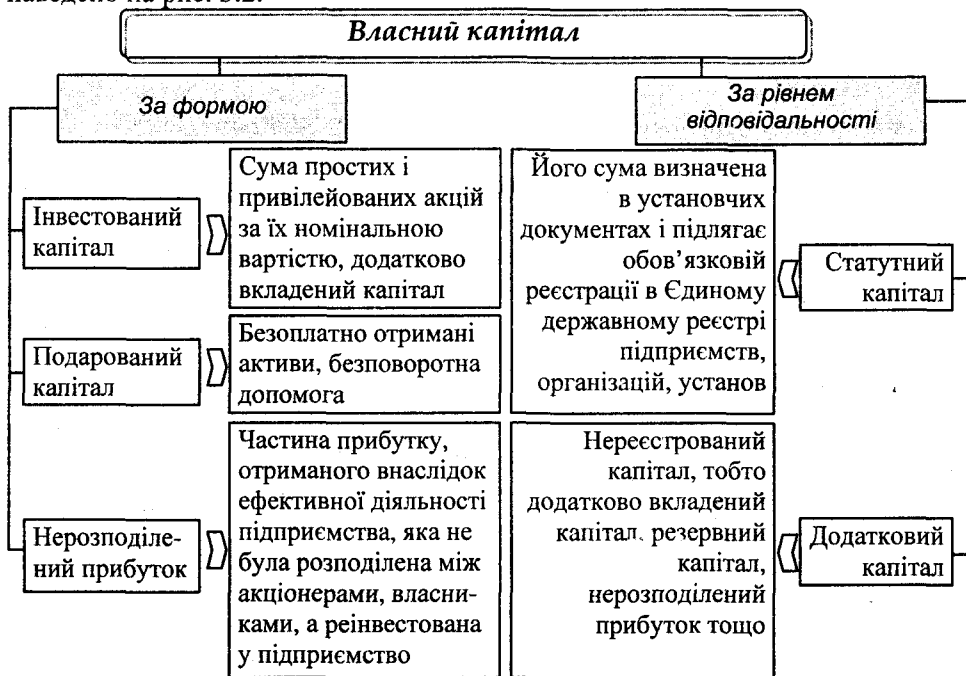 наведено на рис. 3.2.
Власний капітал
За формою
За рівнем
відповідальності
Інвестований
капітал
Сума простих і
привілейованих акцій
за їх номінальною
вартістю, додатково
вкладений капітал
Подарований
капітал
Безоплатно отримані
активи, безповоротна
допомога
Нерозподіле-
ний прибуток
Частина прибутку,
отриманого внаслідок
ефективної діяльності
підприємства, яка не
була розподілена між
акціонерами, власни-
ками, а реінвестована
у підприємство
Його сума визначена
в установчих
документах і підлягає
обов’язковій
реєстрації в Єдиному
державному реєстрі
підприємств,
організацій, установ
Статутний
капітал
Нереєстрований
капітал, тобто
додатково вкладений
капітал, резервний
капітал,
нерозподілений
прибуток тощо
Додатковий
капітал